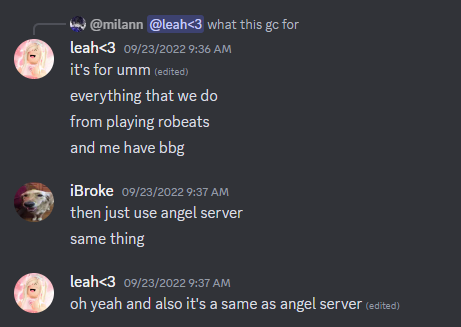 @milann @leah<3 what this gc for
leah<3 09/23/2022 9:36 AM
it's for umm (edited)
everything that we do
from playing robeats
and me have bbg
iBroke 09/23/2022 9:37 AM
then just use angel server
same thing
leah<3 09/23/2022 9:37 AM
oh yeah and also it's a same as angel server (edited)